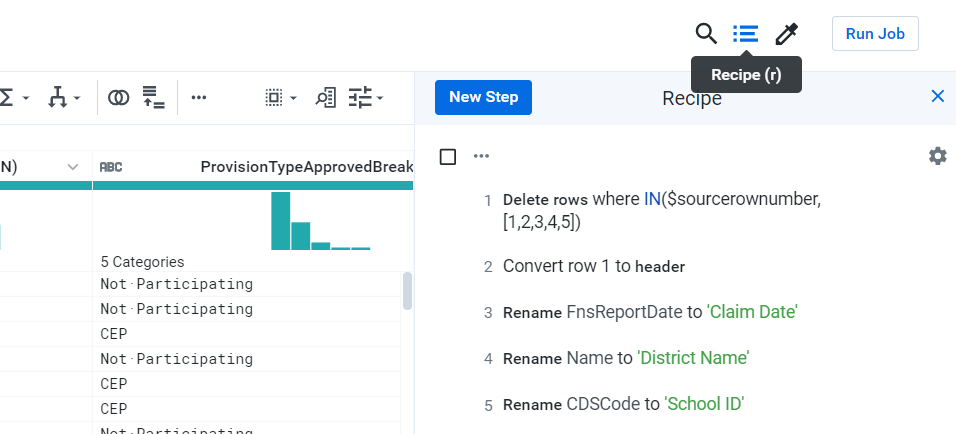 Run Job
Recipe (r)
New Step
Recipe
N)
ABC
ProvisionTypeApprovedBreak
5 Categories
Not·Participating
Not·Participating
CEP
Not·Participating
CEP
CEP
Not·Participating
1 Delete rows where IN($sourcerownumber,
[1,2,3,4,5])
2 Convert row 1 to header
3 Rename FnsReportDate to 'Claim Date'
4 Rename Name to 'District Name'
5 Rename CDSCode to 'School ID'